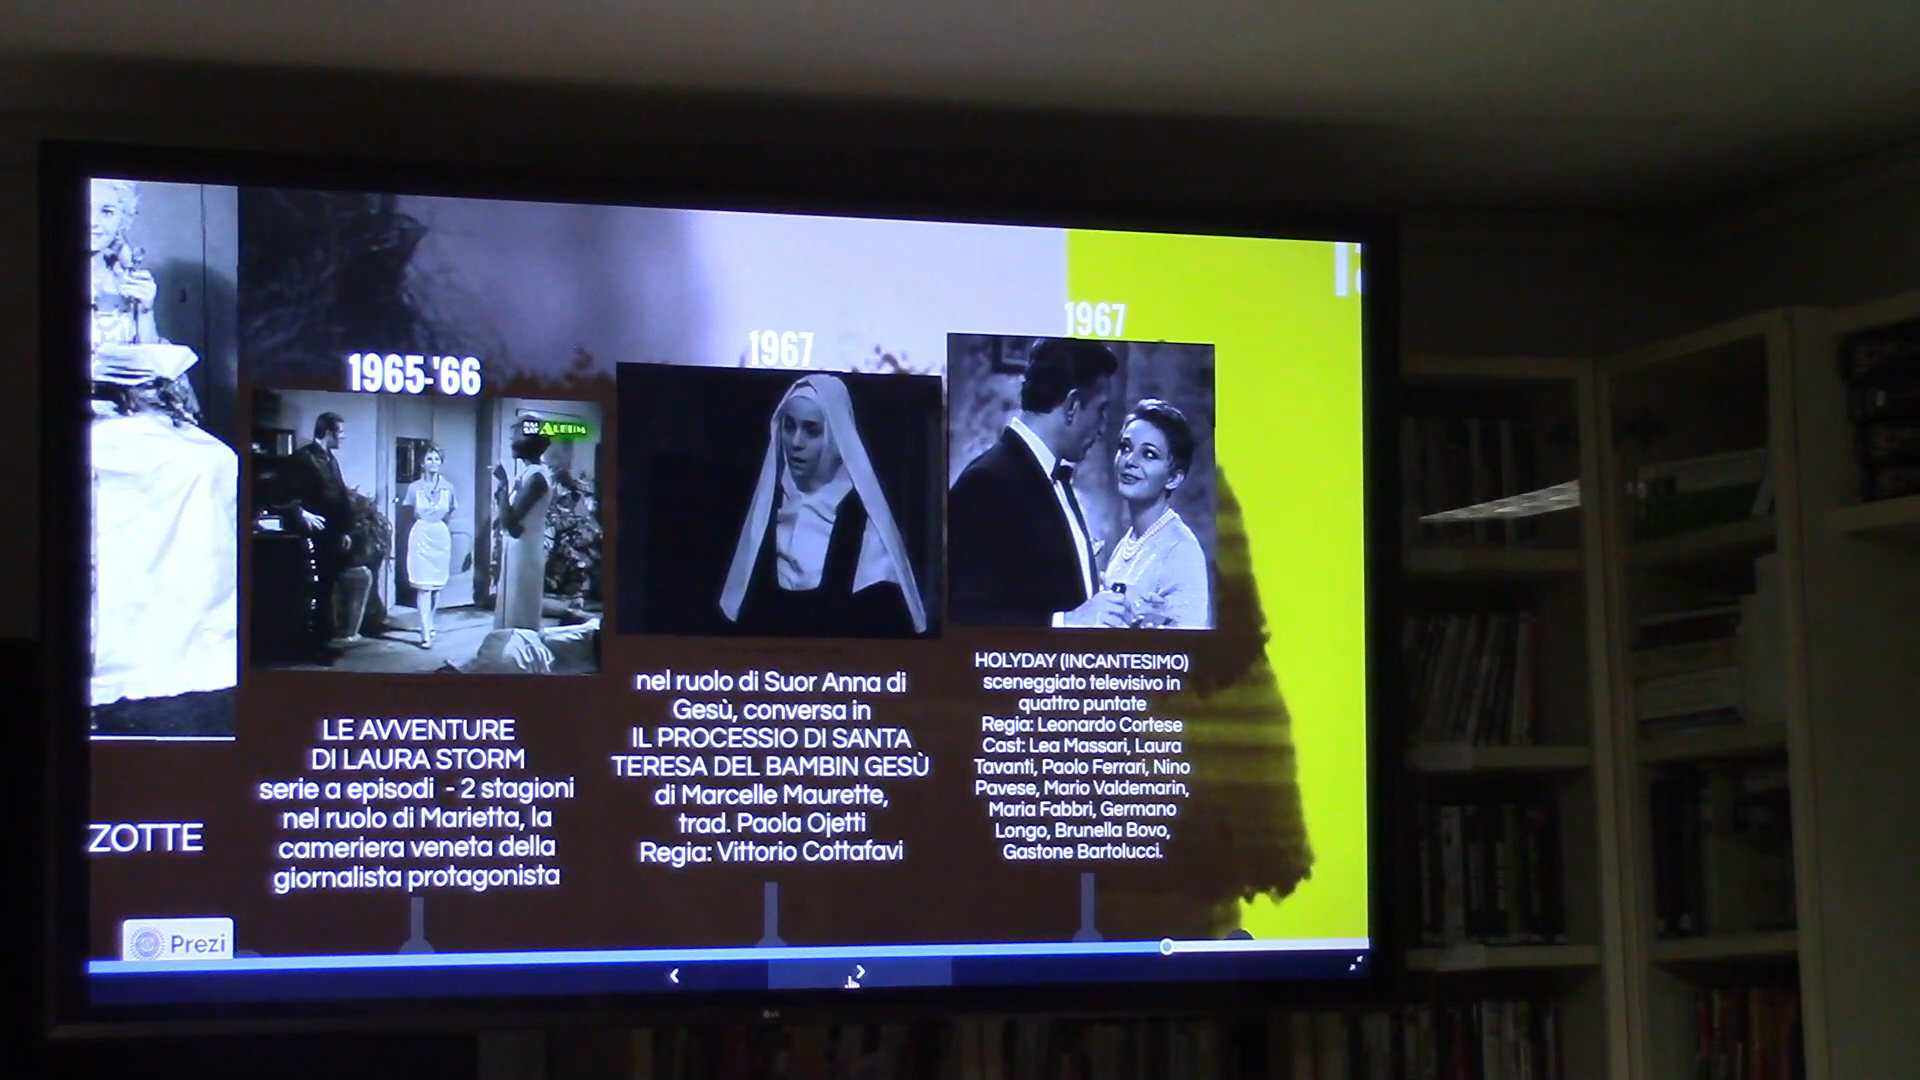 1965-'66
LE AVVENTURE
DI LAURA STORM
serie a episodi - 2 stagioni
nel ruolo di Marietta, la
cameriera veneta della
giornalista protagonista
1967
nel ruolo di Suor Anna di
Gesù, conversa in
IL PROCESSIO DI SANTA
TERESA DEL BAMBIN GESÙ
di Marcelle Maurette,
trad. Paola Ojetti
Regia: Vittorio Cottafavi
1967
HOLYDAY (INCANTESIMO)
sceneggiato televisivo in
quattro puntate
Regia: Leonardo Cortese
Cast: Lea Massari, Laura
Tavanti, Paolo Ferrari, Nino
Pavese, Mario Valdemarin,
Maria Fabbri, Germano
Longo, Brunella Bovo,
Gastone Bartolucci.
ZOTTE
Prezi